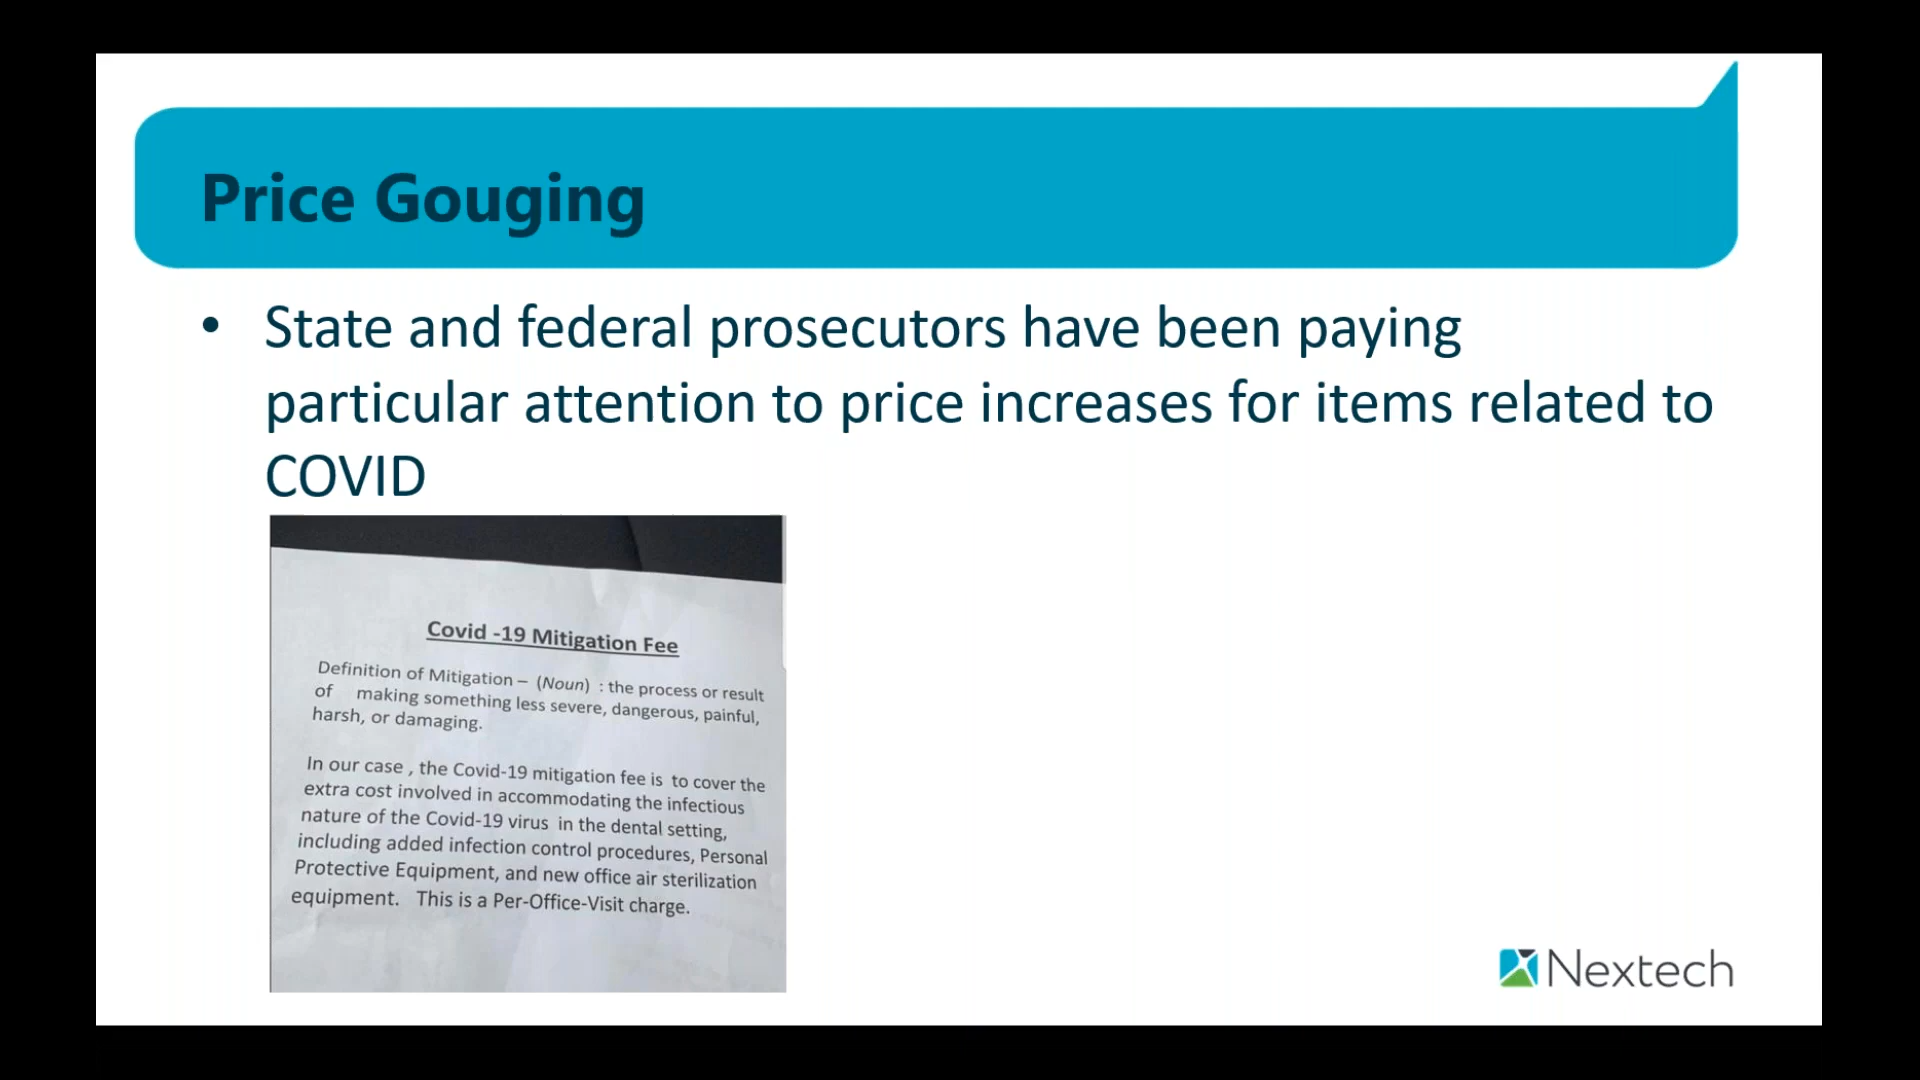 Price Gouging
• State and federal prosecutors have been paying
particular attention to price increases for items related to
COVID
Covid -19 Mitigation Fee
Definition of Mitigation – (Noun) : the process or result
of making something less severe, dangerous, painful,
harsh, or damaging.
In our case , the Covid-19 mitigation fee is to cover the
extra cost involved in accommodating the infectious
nature of the Covid-19 virus in the dental setting,
including added infection control procedures, Personal
Protective Equipment, and new office air sterilization
equipment. This is a Per-Office-Visit charge.
Nextech